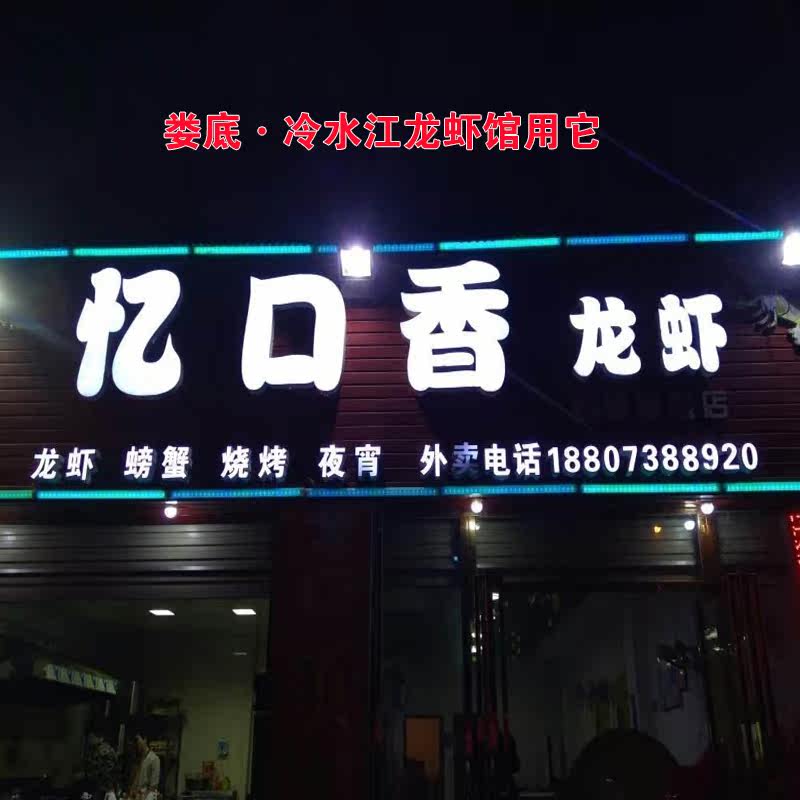 娄底·冷水江龙虾馆用它
忆口香 龙虾
龙虾 螃蟹 烧烤 夜宵 外卖电话18807388920